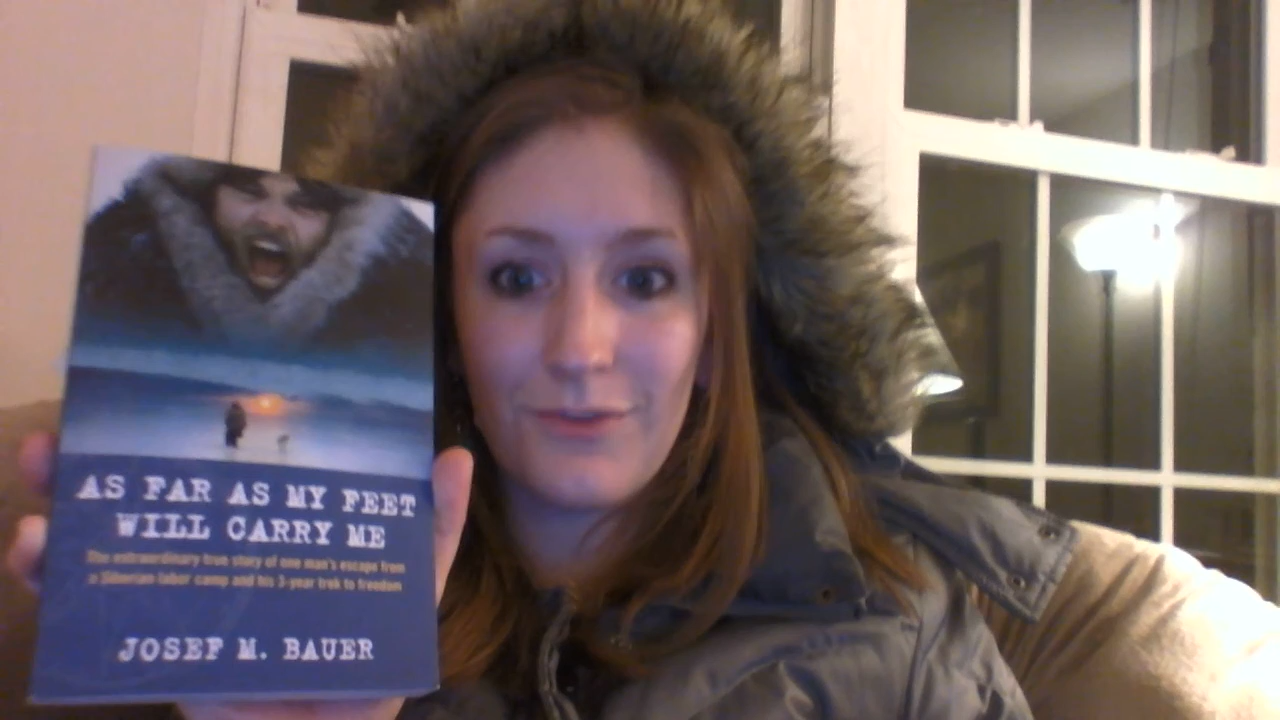 AS FAR AS MY FEET
WILL CARRY ME
The extraordinary true story of one man's escape from
a Siberian labor camp and his 3-year trek to freedom
JOSEF M. BAUER